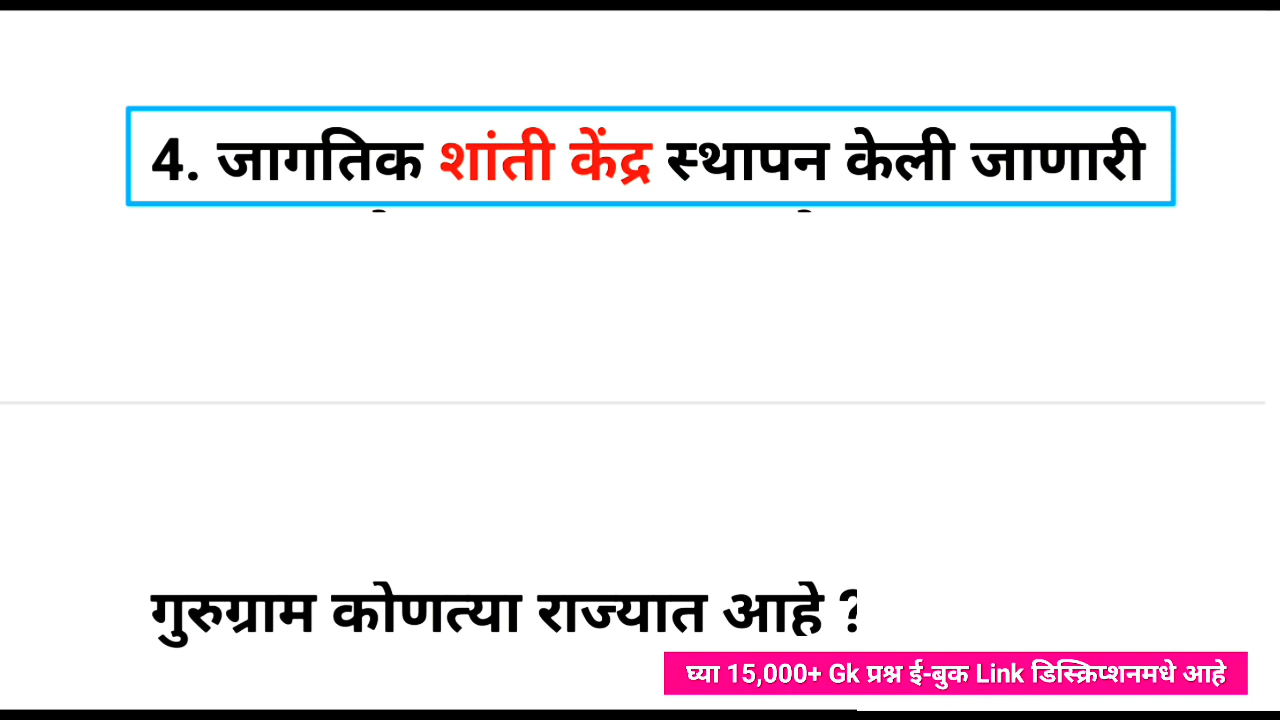 4. जागतिक शांती केंद्र स्थापन केली जाणारी
गुरुग्राम कोणत्या राज्यात आहे ?
घ्या 15,000+ Gk प्रश्न ई-बुक Link डिस्क्रिप्शनमधे आहे